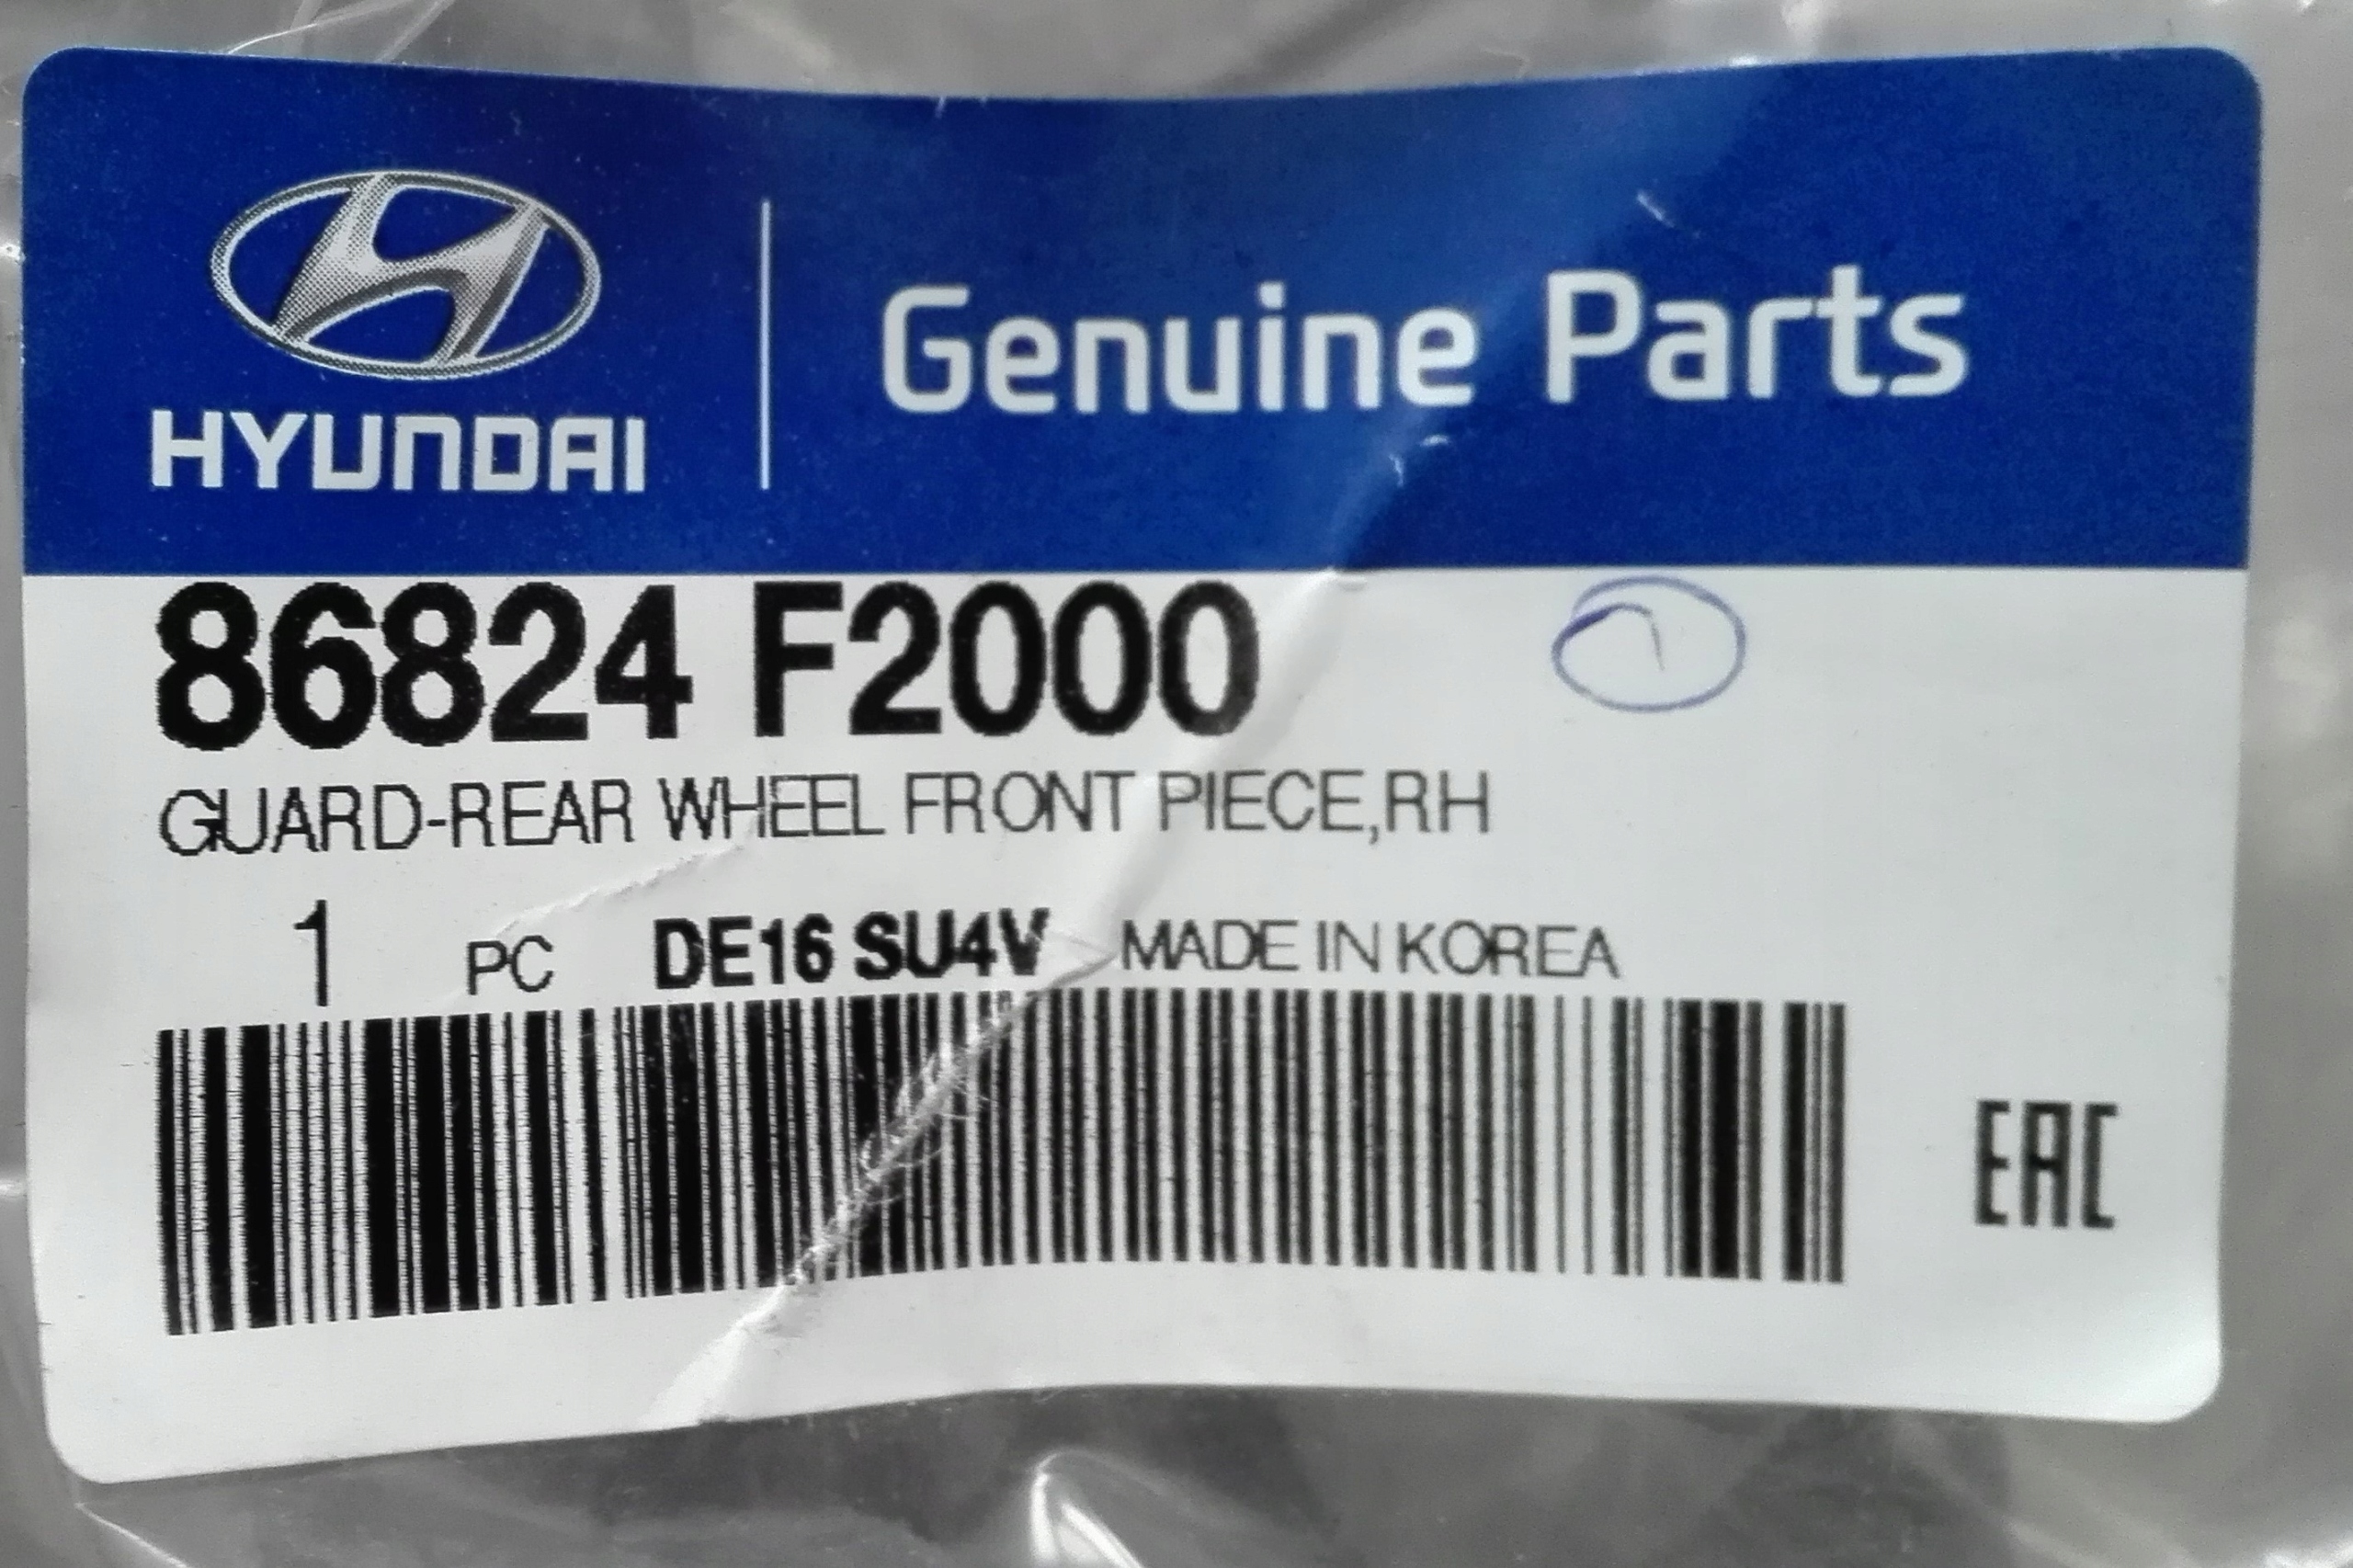 HYUNDAI
Genuine Parts
86824 F2000
GUARD-REAR WHEEL FRONT PIECE,RH
1 PC DE16 SU4V MADE IN KOREA
EAC